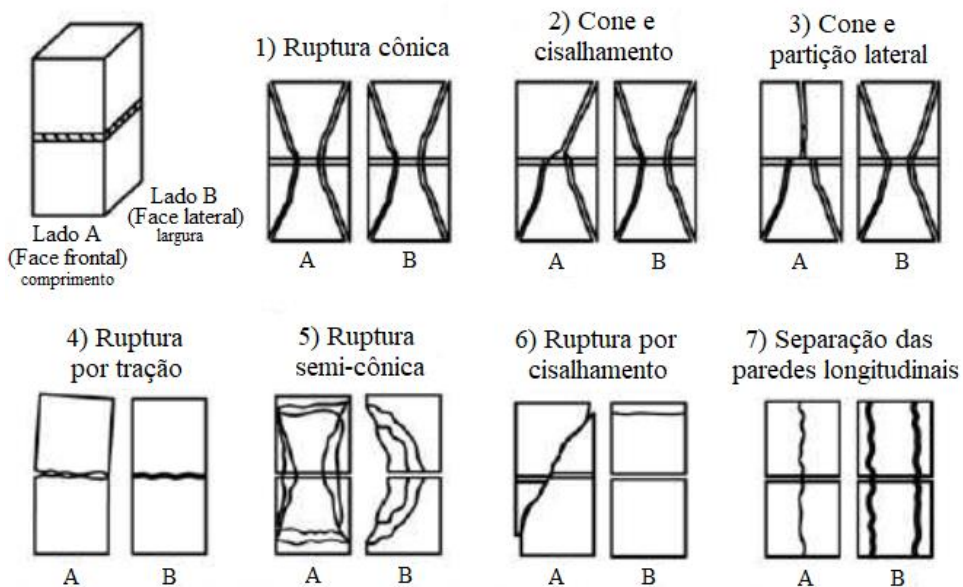 Lado A
(Face frontal)
comprimento
Lado B
(Face lateral)
largura
1) Ruptura cônica
A
B
2) Cone e
cisalhamento
A
B
3) Cone e
partição lateral
A
B
4) Ruptura
por tração
A
B
5) Ruptura
semi-cônica
A
B
6) Ruptura por
cisalhamento
A
B
7) Separação das
paredes longitudinais
A
B